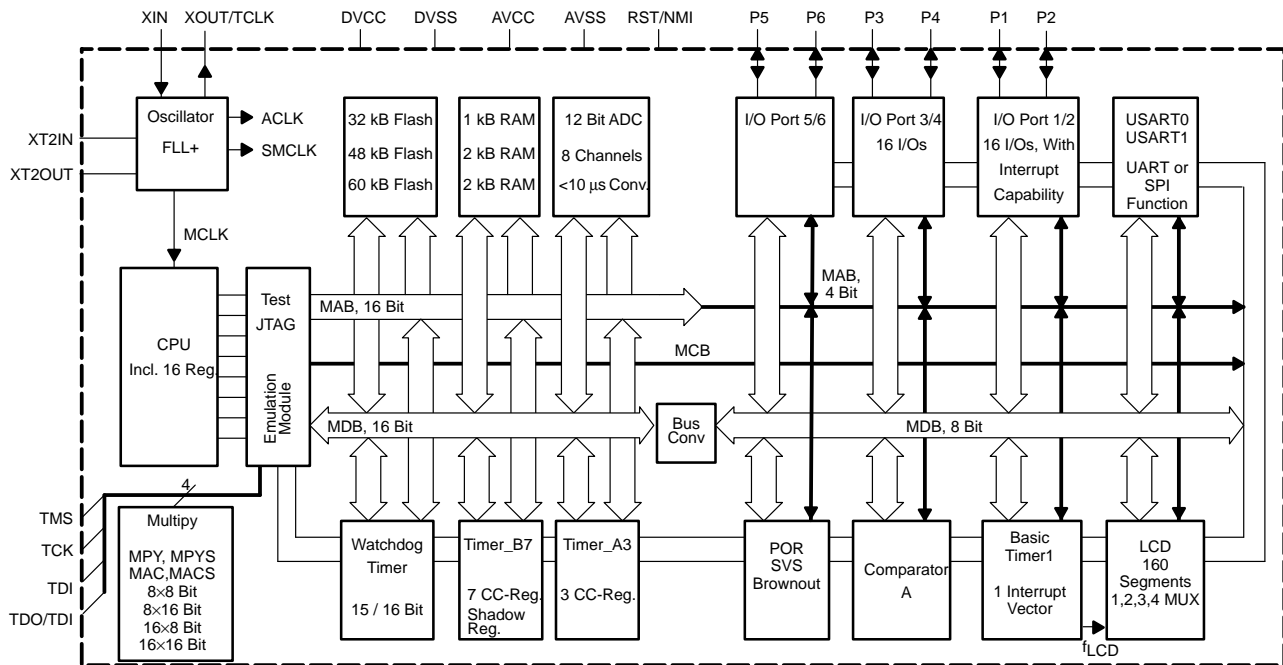 XIN XOUT/TCLK DVCC DVSS AVCC AVSS RST/NMI P5 P6 P3 P4 P1 P2
Oscillator
FLL+
ACLK
SMCLK
XT2IN
XT2OUT
MCLK
32 kB Flash
48 kB Flash
60 kB Flash
1 kB RAM
2 kB RAM
2 kB RAM
12 Bit ADC
8 Channels
<10 µs Conv.
I/O Port 5/6
I/O Port 3/4
16 I/Os
I/O Port 1/2
16 I/Os, With
Interrupt
Capability
USART0
USART1
UART or
SPI
Function
CPU
Incl. 16 Reg.
Test
JTAG
Emulation
Module
MAB, 16 Bit
MAB,
4 Bit
MCB
MDB, 16 Bit
Bus
Conv
MDB, 8 Bit
4
TMS
TCK
TDI
TDO/TDI
Multipy
MPY, MPYS
MAC,MACS
8×8 Bit
8×16 Bit
16×8 Bit
16×16 Bit
Watchdog
Timer
15 / 16 Bit
Timer_B7
7 CC-Reg.
Shadow
Reg.
Timer_A3
3 CC-Reg.
POR
SVS
Brownout
Comparator
A
Basic
Timer1
1 Interrupt
Vector
fLCD
LCD
160
Segments
1,2,3,4 MUX